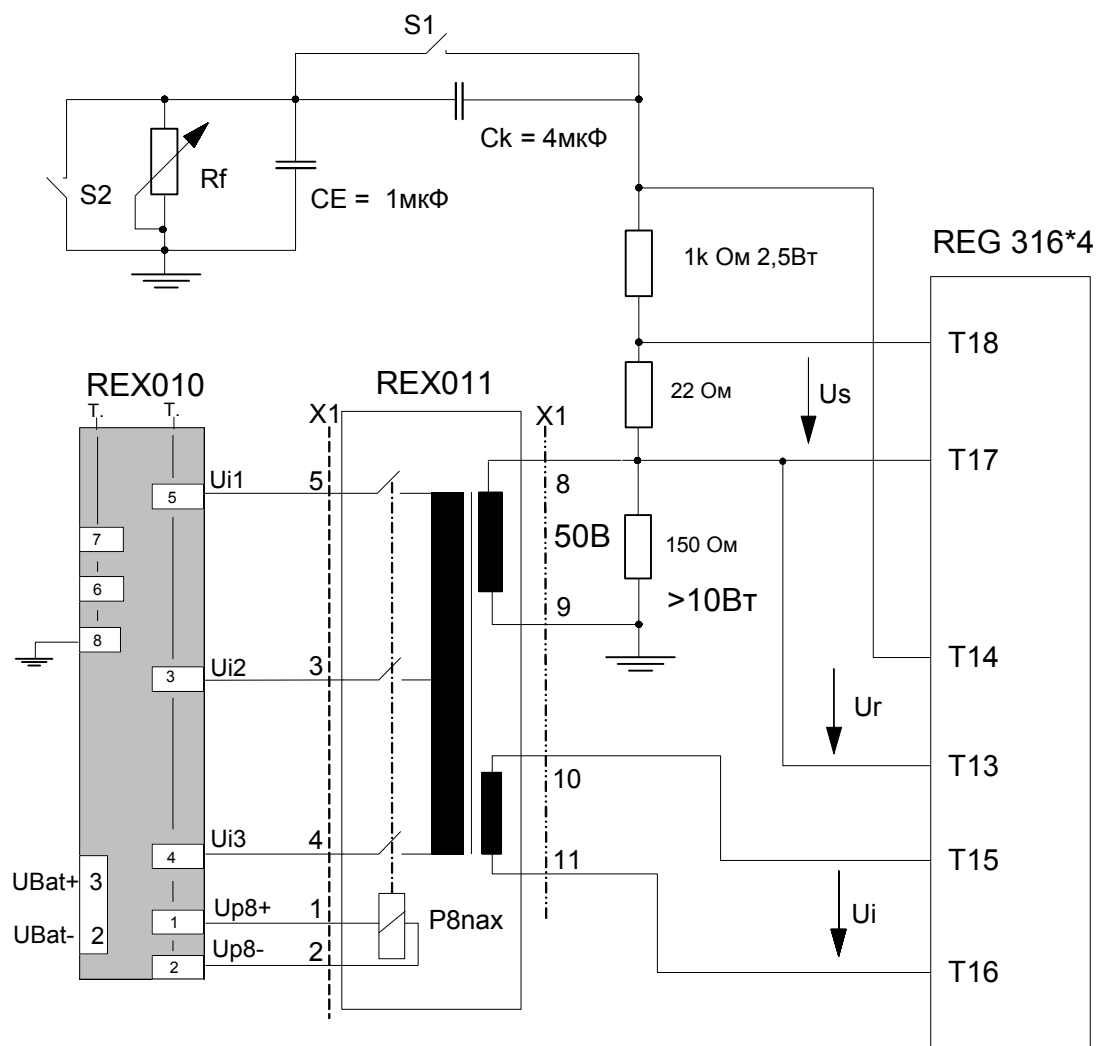 S1
Ck = 4мкФ
Rf
S2
CE = 1мкФ
REG 316*4
1k Ом 2,5Вт
T18
REX010
REX011
22 Ом
Us
T. T.
X1
X1
T17
Ui1 5
5
8
7
50В
150 Ом
6
9
>10Вт
8
T14
Ui2 3
3
Ur
10
T13
Ui3 4
4
11
T15
UBat+ 3
Up8+ 1
1
P8nax
Ui
UBat- 2
Up8- 2
2
T16